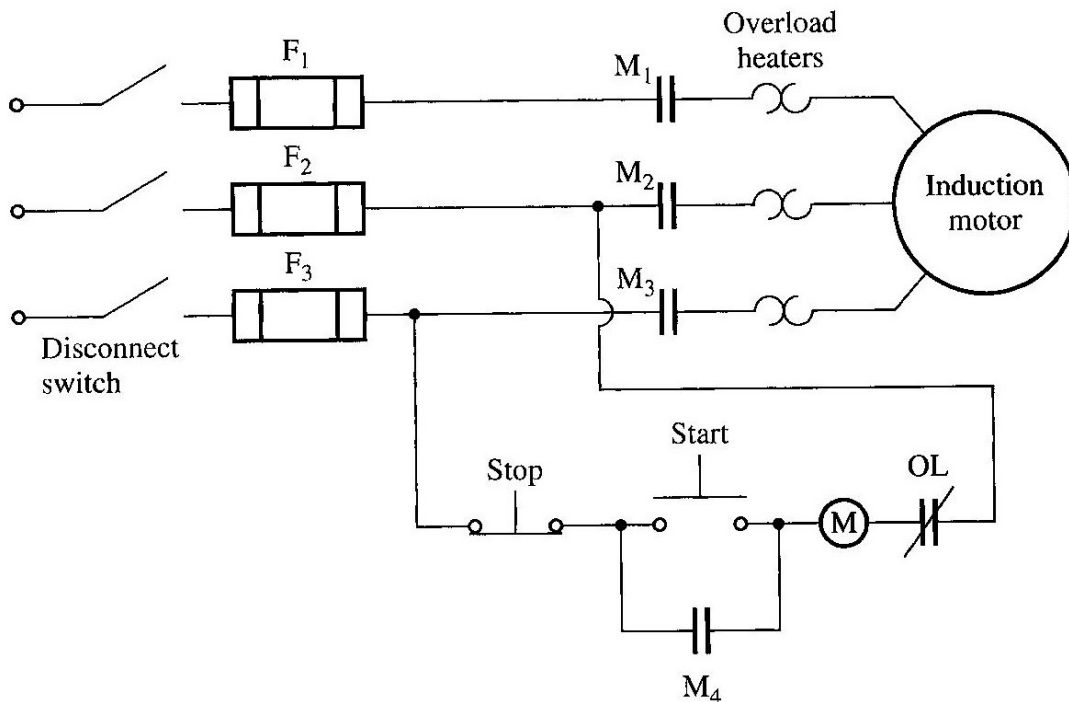 Overload
heaters
F₁
M₁
F₂
M₂
Induction
motor
F₃
M₃
Disconnect
switch
Start
Stop
OL
M
M₄